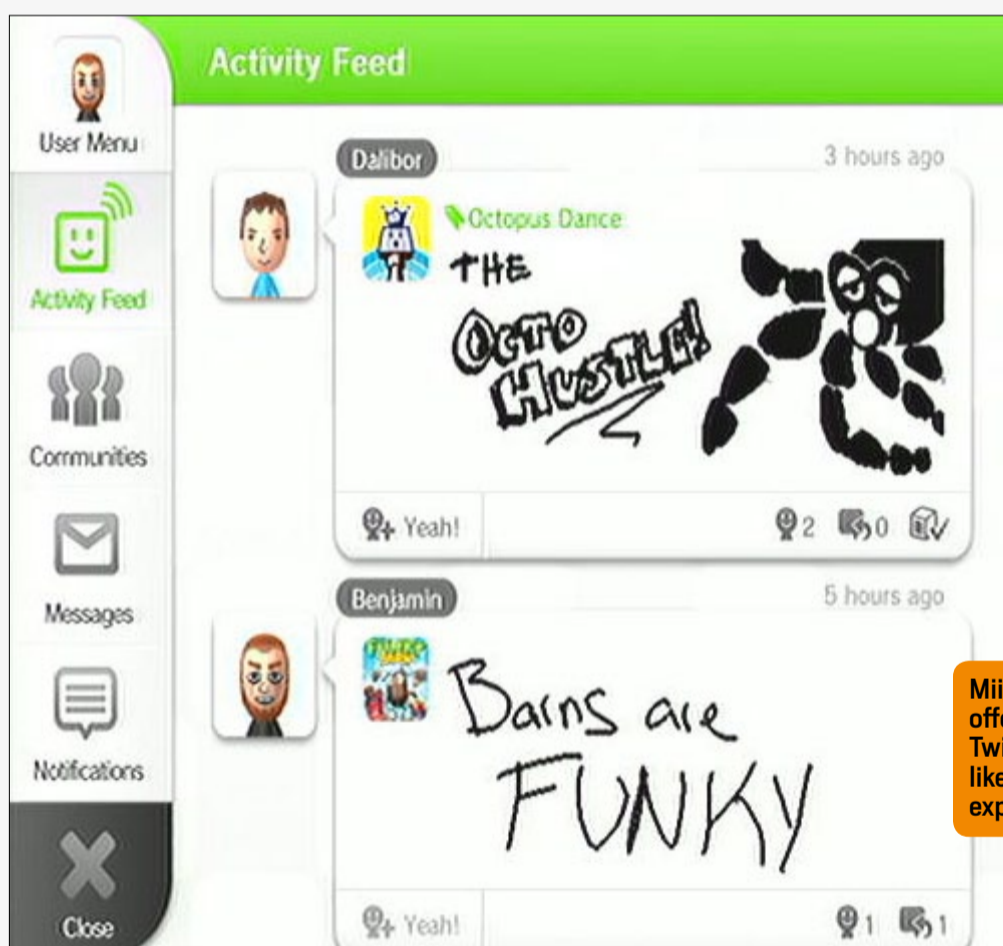 Activity Feed
User Menu
Activity Feed
Communities
Messages
Notifications
Close
Dalibor
3 hours ago
Octopus Dance
THE
OCTO
HUSTLE!
Yeah!
2
0
Benjamin
5 hours ago
Barns are
FUNKY
Yeah!
1
1